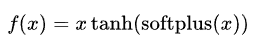 f(x) = x tanh(softplus(x))